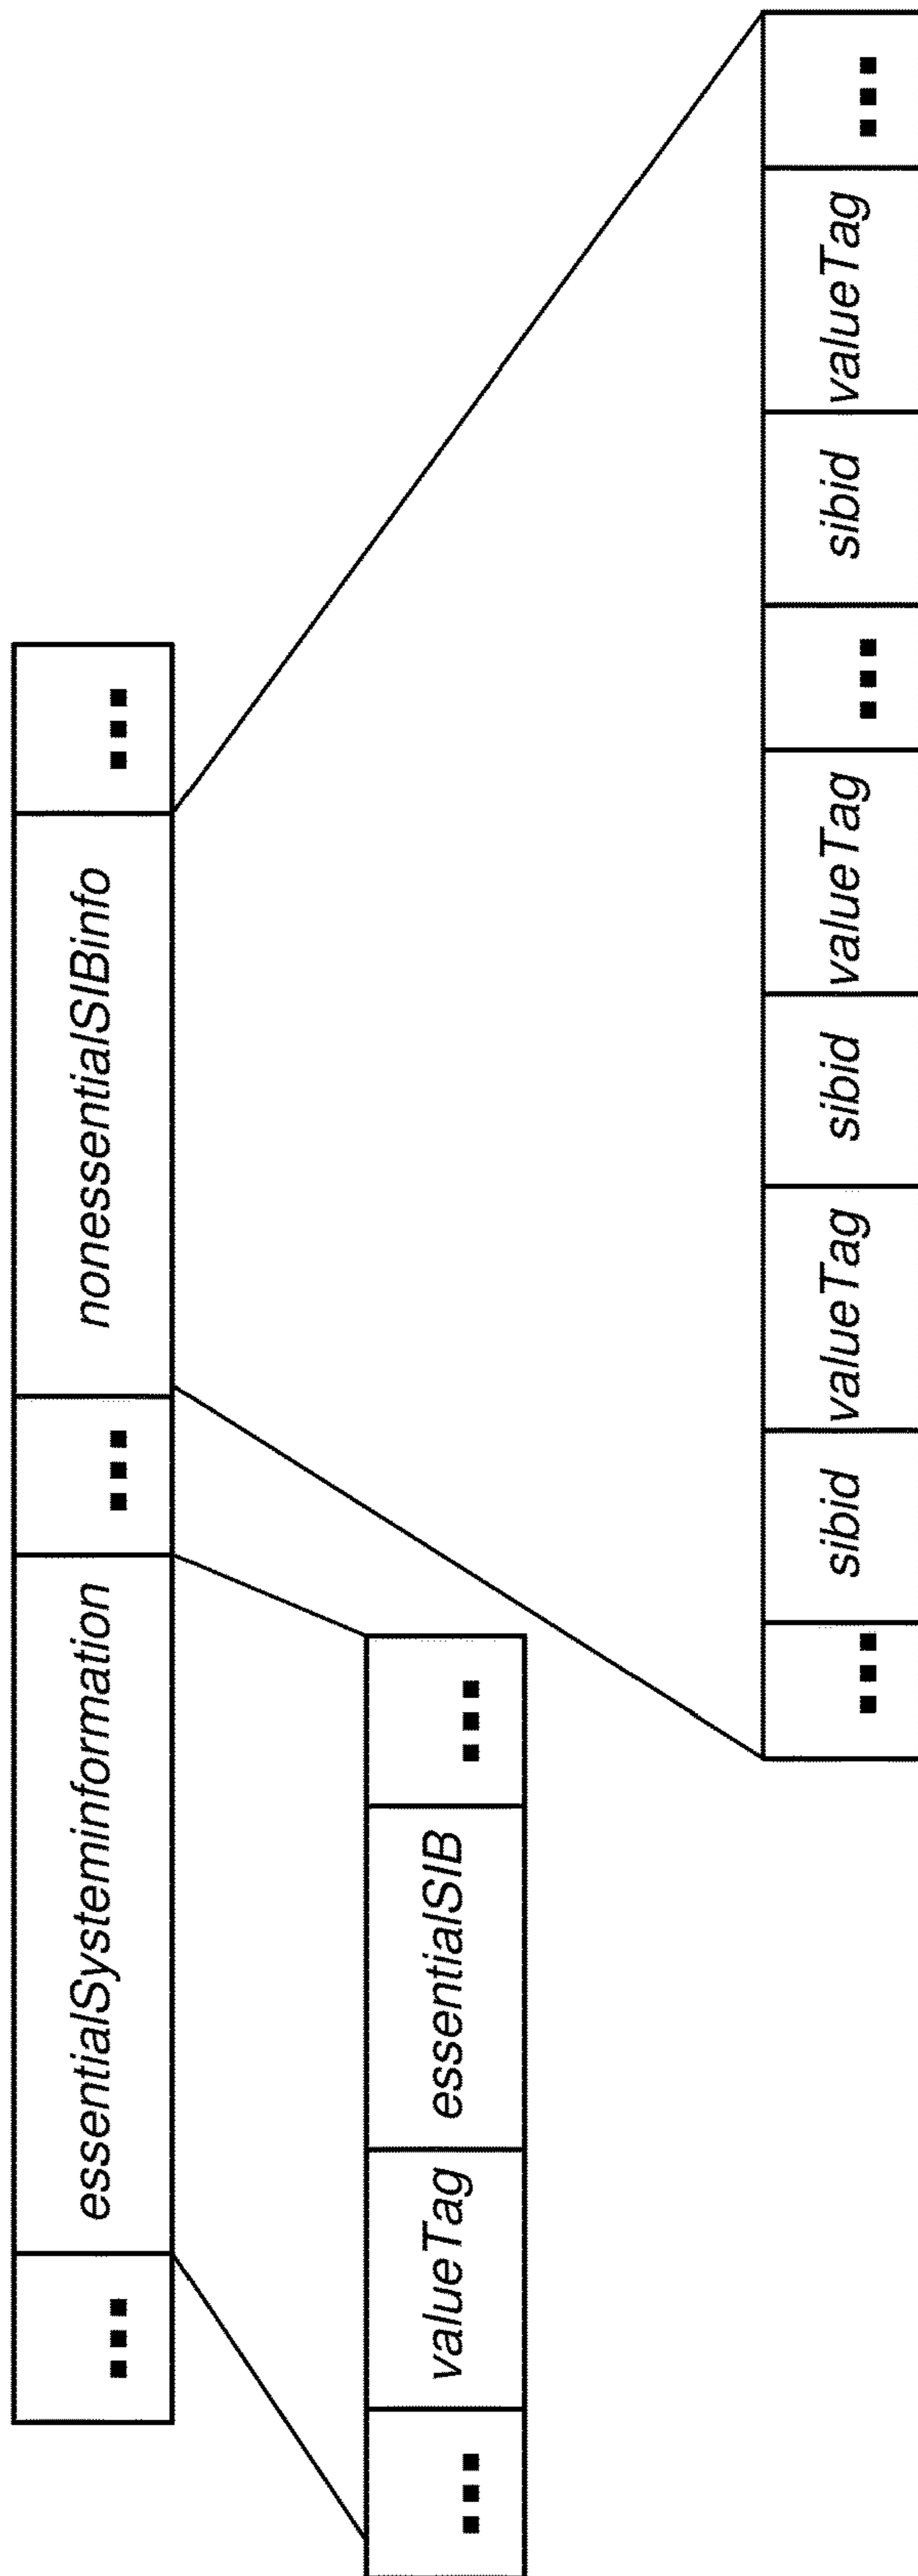 ... essentialSysteminformation ... nonessentialSIBinfo ...
... valueTag essentialSIB ...
... sibid valueTag sibid valueTag ... sibid valueTag ...